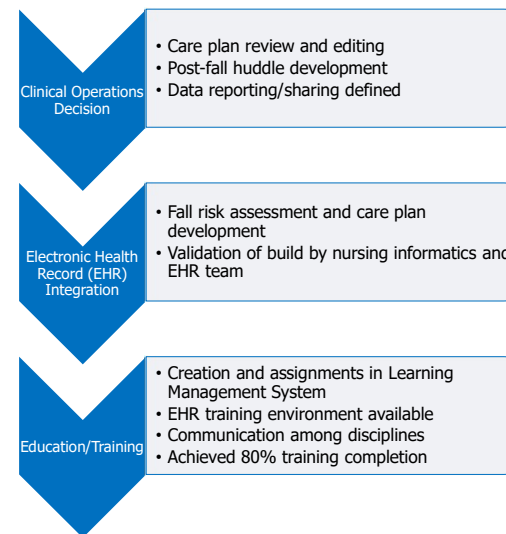 Clinical Operations
Decision
• Care plan review and editing
• Post-fall huddle development
• Data reporting/sharing defined
Electronic Health
Record (EHR)
Integration
• Fall risk assessment and care plan
development
• Validation of build by nursing informatics and
EHR team
Education/Training
• Creation and assignments in Learning
Management System
• EHR training environment available
• Communication among disciplines
• Achieved 80% training completion